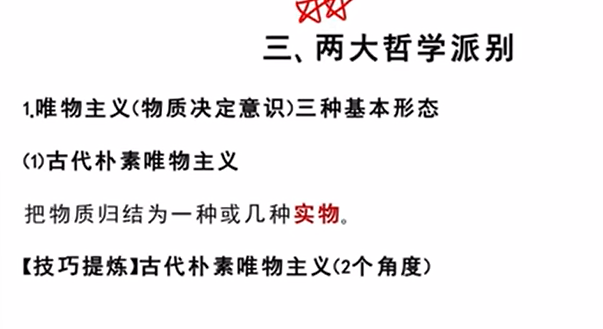 三、两大哲学派别
1.唯物主义(物质决定意识)三种基本形态
(1)古代朴素唯物主义
把物质归结为一种或几种实物。
【技巧提炼】古代朴素唯物主义(2个角度)